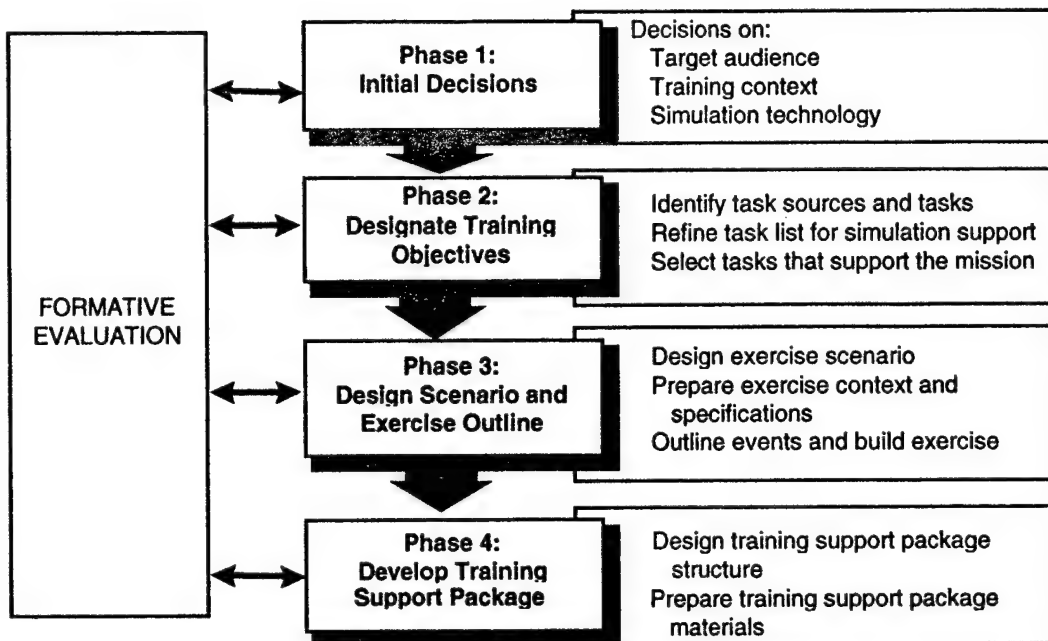 FORMATIVE
EVALUATION
Phase 1:
Initial Decisions
Decisions on:
Target audience
Training context
Simulation technology
Phase 2:
Designate Training
Objectives
Identify task sources and tasks
Refine task list for simulation support
Select tasks that support the mission
Phase 3:
Design Scenario and
Exercise Outline
Design exercise scenario
Prepare exercise context and
specifications
Outline events and build exercise
Phase 4:
Develop Training
Support Package
Design training support package
structure
Prepare training support package
materials